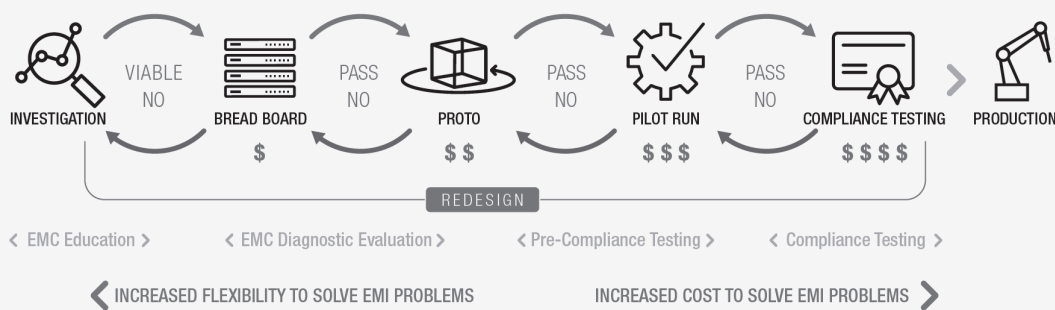 VIABLE
NO
PASS
NO
PASS
NO
PASS
NO
INVESTIGATION
BREAD BOARD
PROTO
PILOT RUN
COMPLIANCE TESTING
PRODUCTION
$
$ $
$ $ $
$ $ $ $
REDESIGN
< EMC Education >
< EMC Diagnostic Evaluation >
< Pre-Compliance Testing >
< Compliance Testing >
< INCREASED FLEXIBILITY TO SOLVE EMI PROBLEMS
INCREASED COST TO SOLVE EMI PROBLEMS >